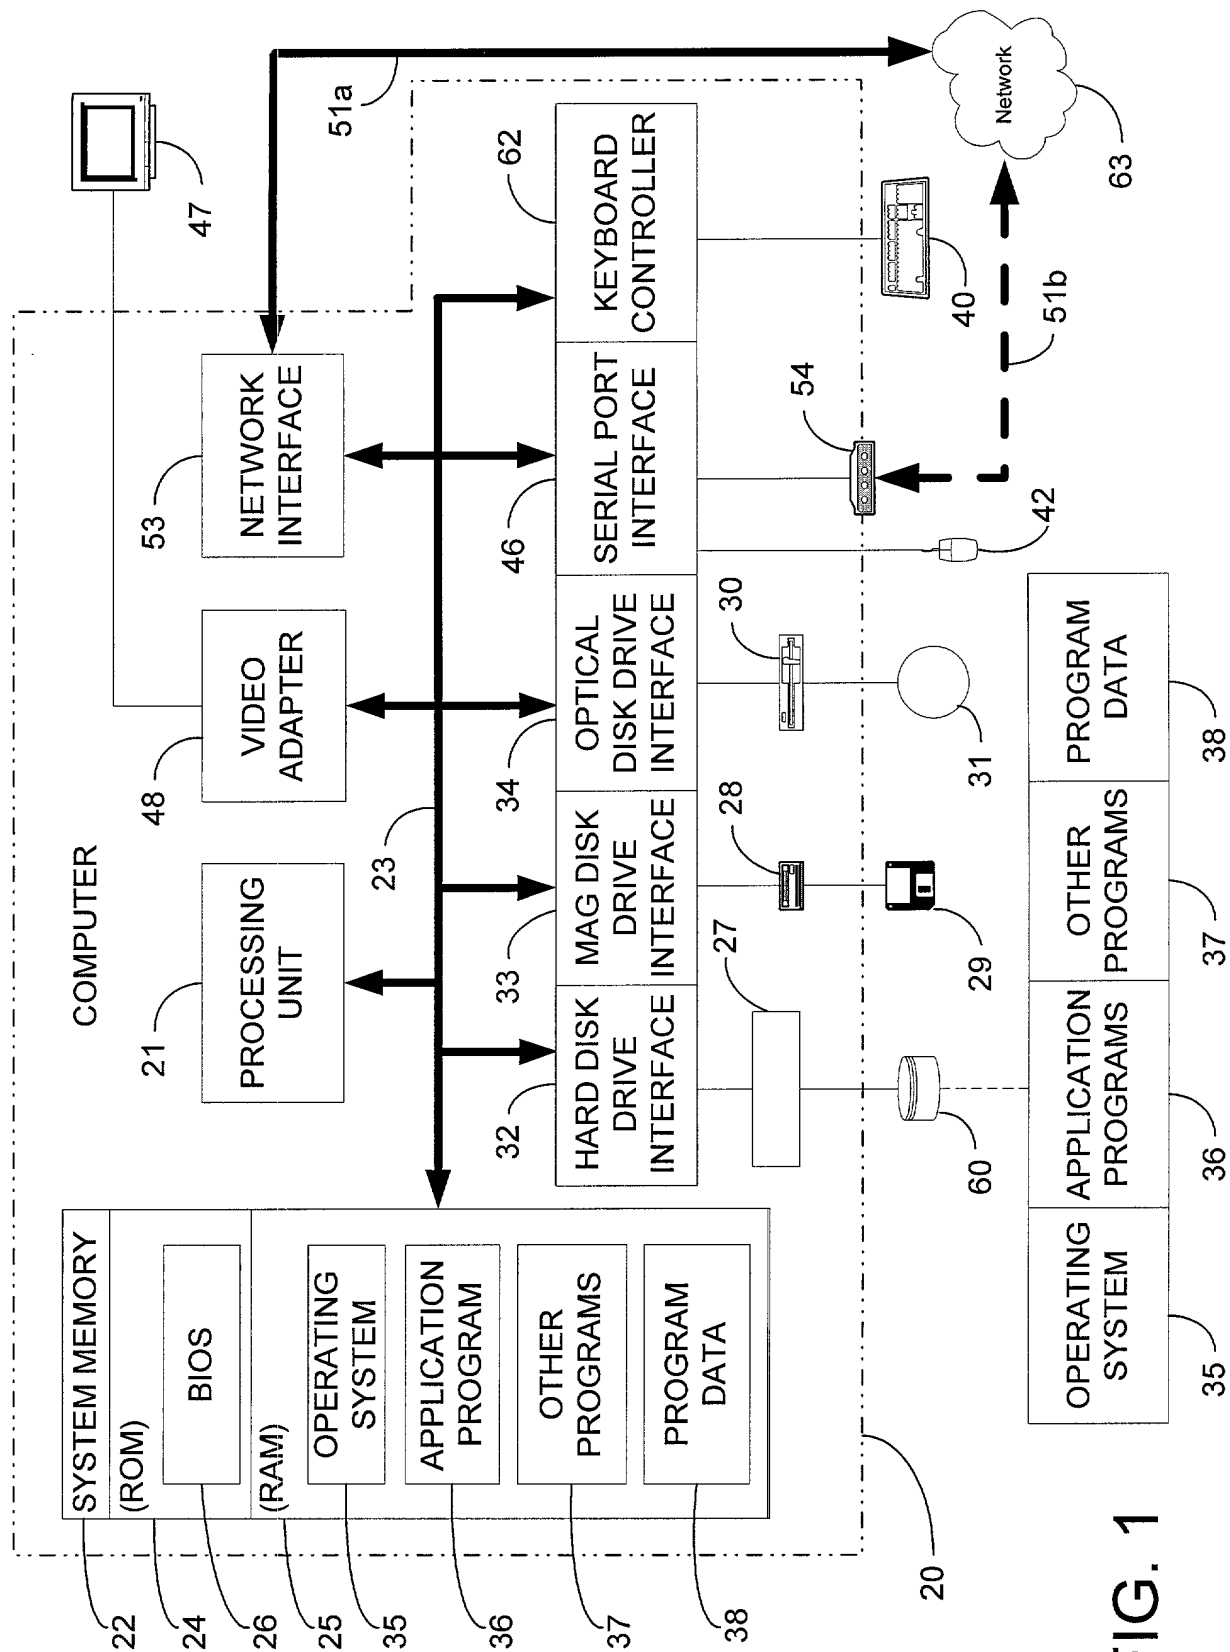 COMPUTER
22
SYSTEM MEMORY
24
(ROM)
26
BIOS
25
(RAM)
35
OPERATING
SYSTEM
36
APPLICATION
PROGRAM
37
OTHER
PROGRAMS
38
PROGRAM
DATA
21
PROCESSING
UNIT
48
VIDEO
ADAPTER
53
NETWORK
INTERFACE
47
51a
23
32
HARD DISK
DRIVE
INTERFACE
33
MAG DISK
DRIVE
INTERFACE
34
OPTICAL
DISK DRIVE
INTERFACE
46
SERIAL PORT
INTERFACE
62
KEYBOARD
CONTROLLER
27
28
30
54
20
60
29
31
42
40
51b
Network
63
OPERATING
SYSTEM
APPLICATION
PROGRAMS
OTHER
PROGRAMS
PROGRAM
DATA
35
36
37
38
FIG. 1